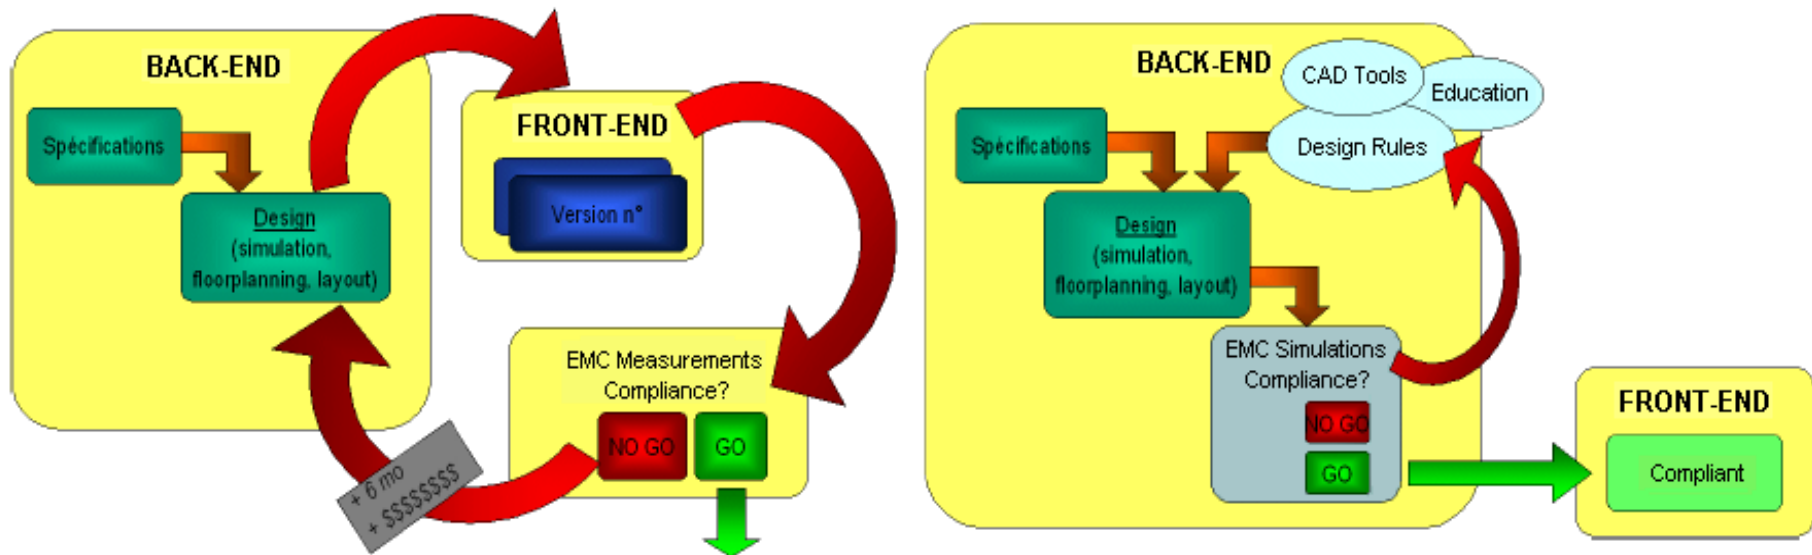 BACK-END
Spécifications
Design
(simulation,
floorplanning, layout)
FRONT-END
Version n°
EMC Measurements
Compliance?
NO GO
GO
+ 6 mo
+ $$$$$$$$
BACK-END
CAD Tools
Education
Design Rules
Spécifications
Design
(simulation,
floorplanning, layout)
EMC Simulations
Compliance?
NO GO
GO
FRONT-END
Compliant